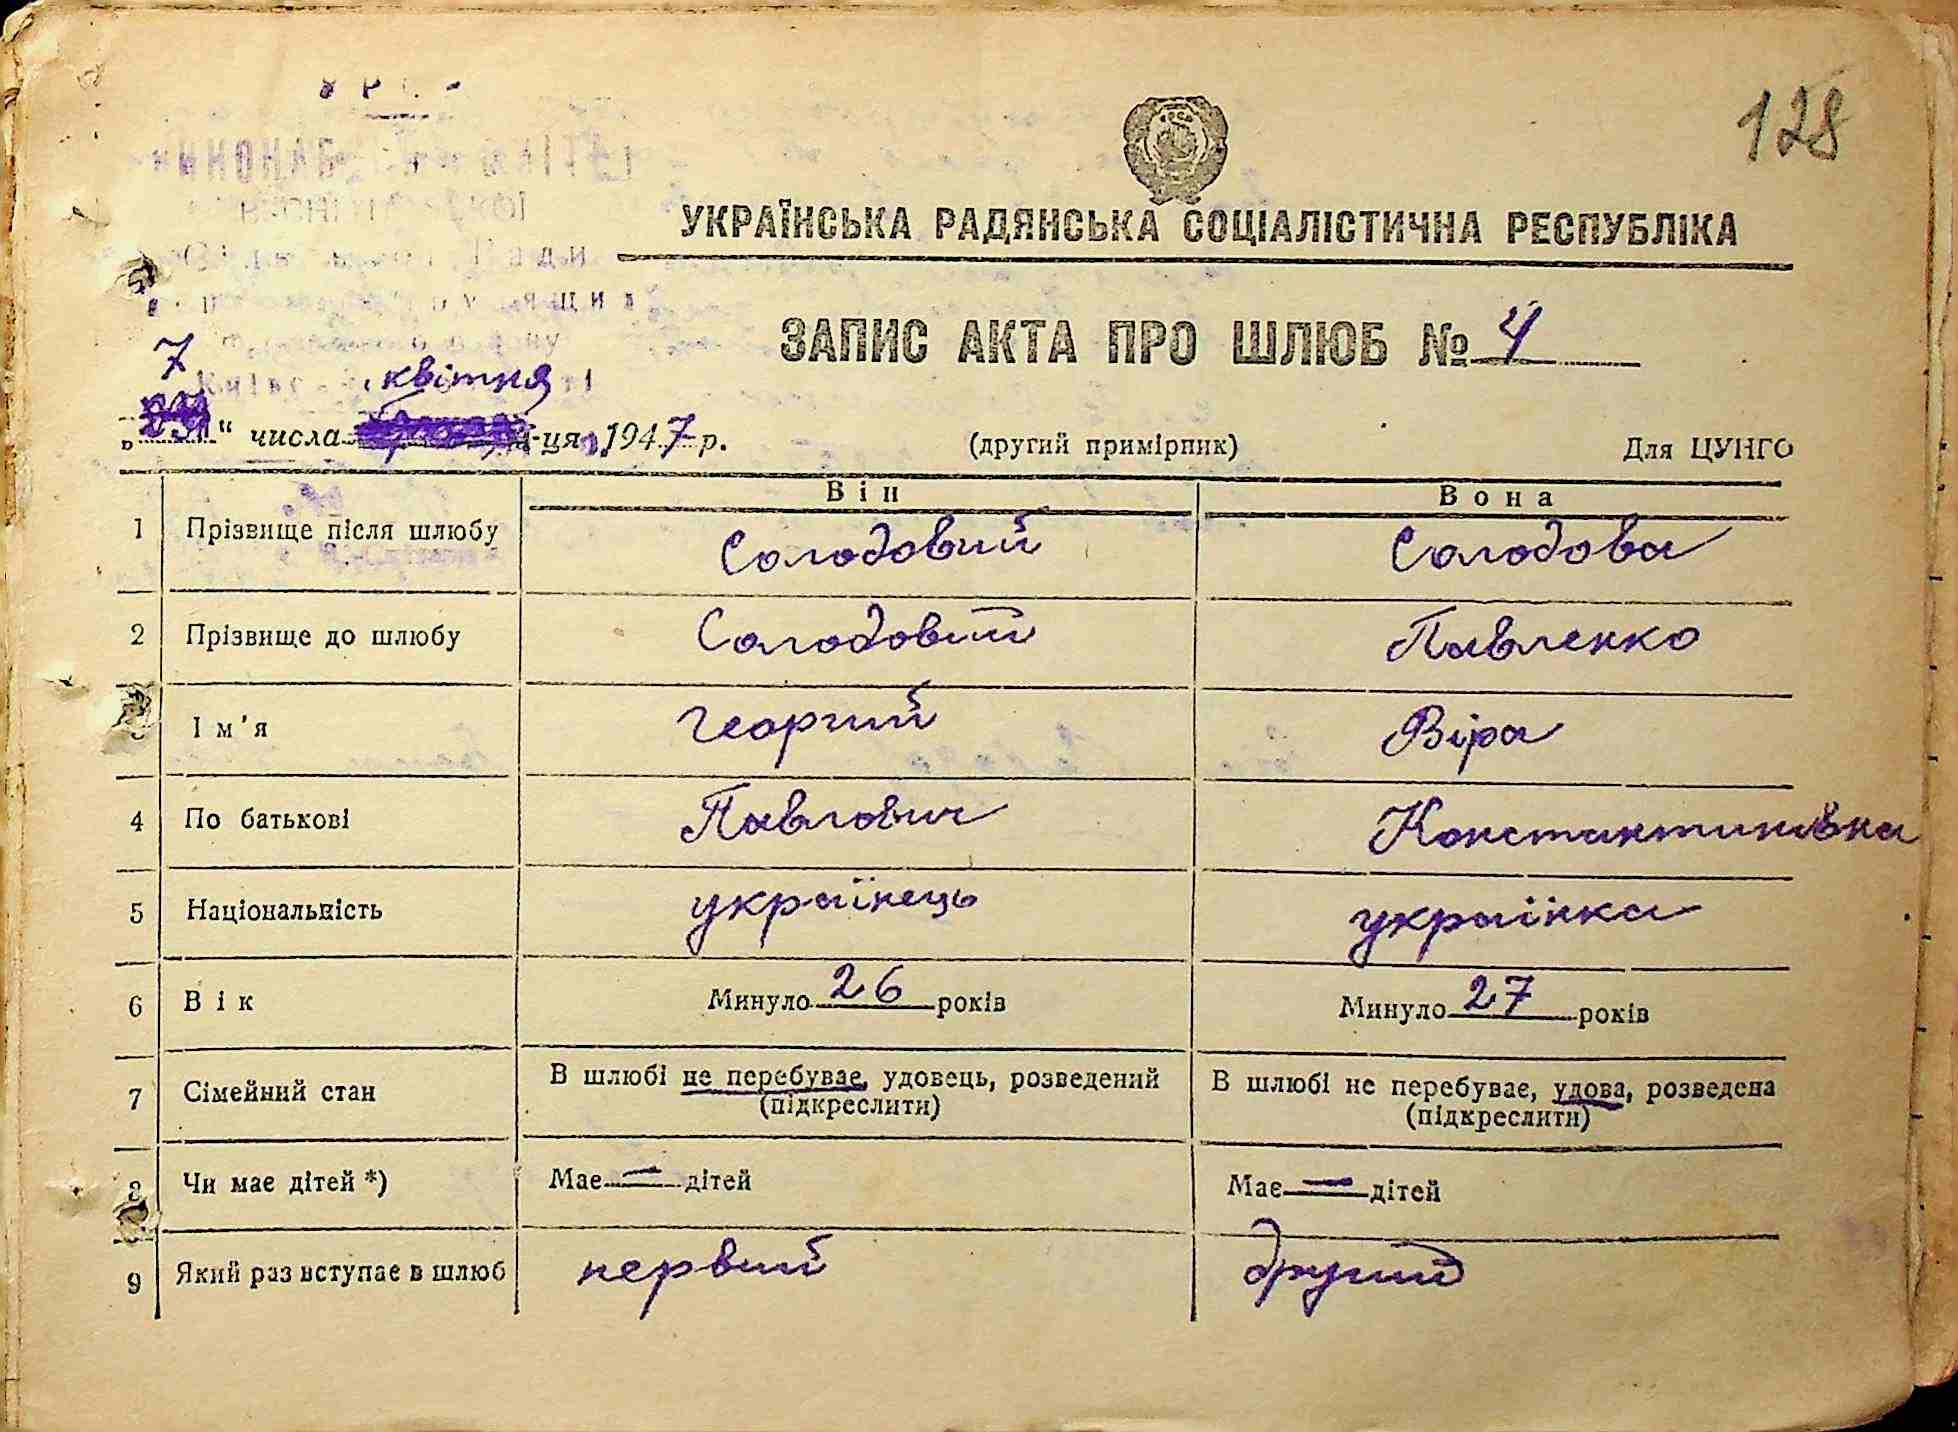 128
УКРАЇНСЬКА РАДЯНСЬКА СОЦІАЛІСТИЧНА РЕСПУБЛІКА
ЗАПИС АКТА ПРО ШЛЮБ № 4
7 квітня
„ “ числа м-ця 1947 р. (другий примірник) Для ЦУНГО
Він Вона
1 Прізвище після шлюбу Солодовий Солодова
2 Прізвище до шлюбу Солодовий Павленко
3 Ім'я Георгий Віра
4 По батькові Павлович Константинівна
5 Національність українець українка
6 Вік Минуло 26 років Минуло 27 років
7 Сімейний стан В шлюбі не перебуває, удовець, розведений В шлюбі не перебуває, удова, розведена
(підкреслити) (підкреслити)
8 Чи має дітей *) Має — дітей Має — дітей
9 Який раз вступає в шлюб первий другий